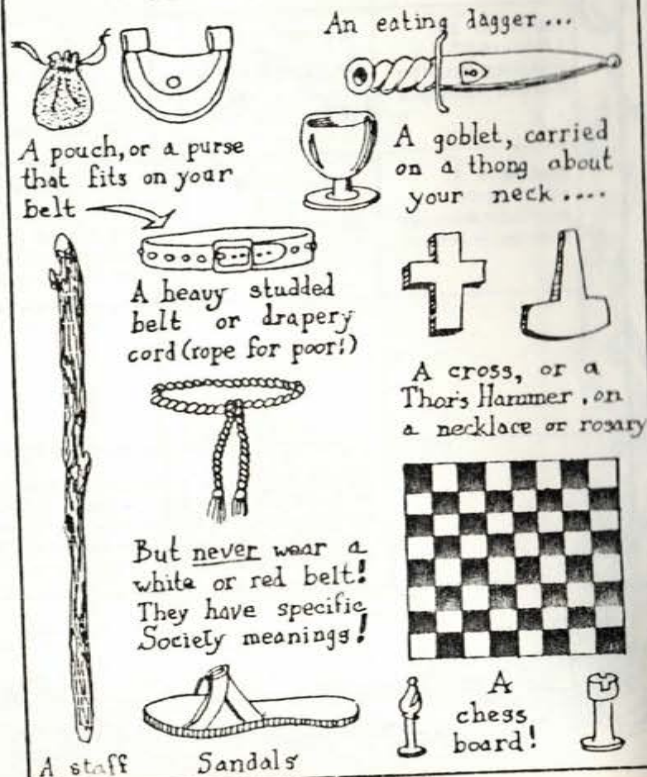 An eating dagger...
A pouch, or a purse
that fits on your
belt
A goblet, carried
on a thong about
your neck....
A heavy studded
belt or drapery
cord (rope for poor!)
A cross, or a
Thor's Hammer, on
a necklace or rosary
But never wear a
white or red belt!
They have specific
Society meanings!
A staff
Sandals
A
chess
board!